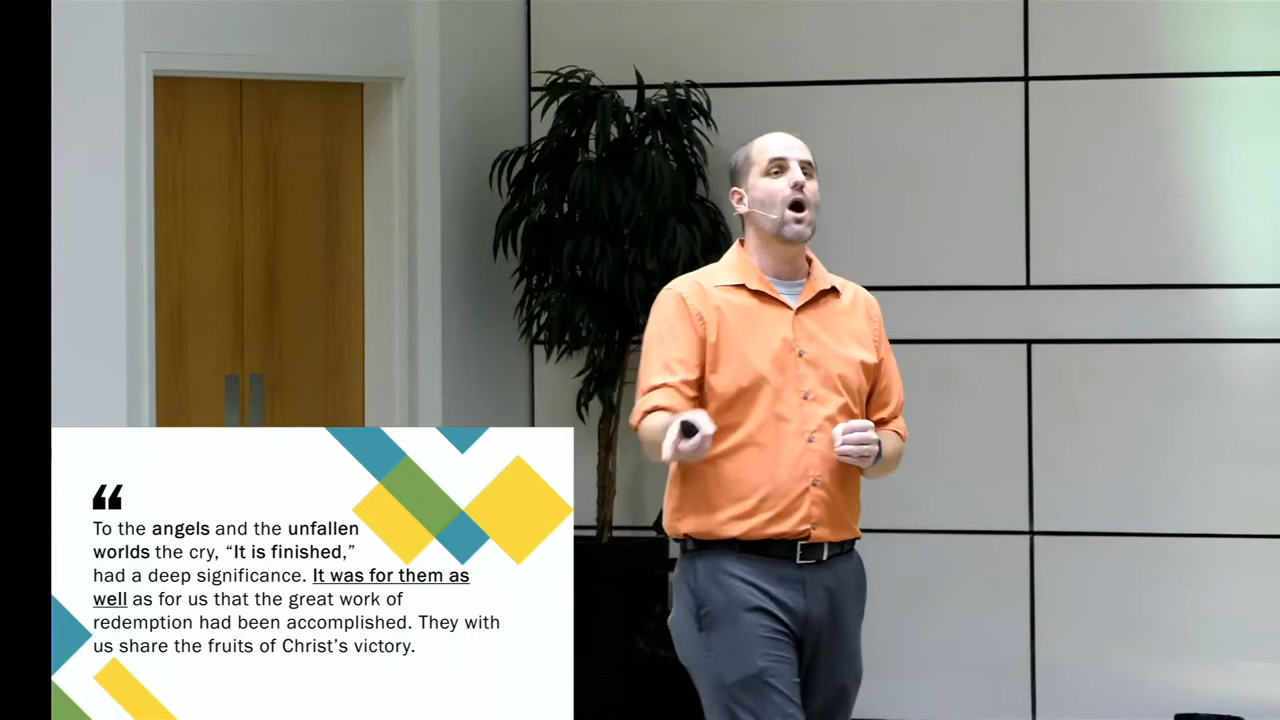 “
To the angels and the unfallen
worlds the cry, “It is finished,”
had a deep significance. It was for them as
well as for us that the great work of
redemption had been accomplished. They with
us share the fruits of Christ’s victory.